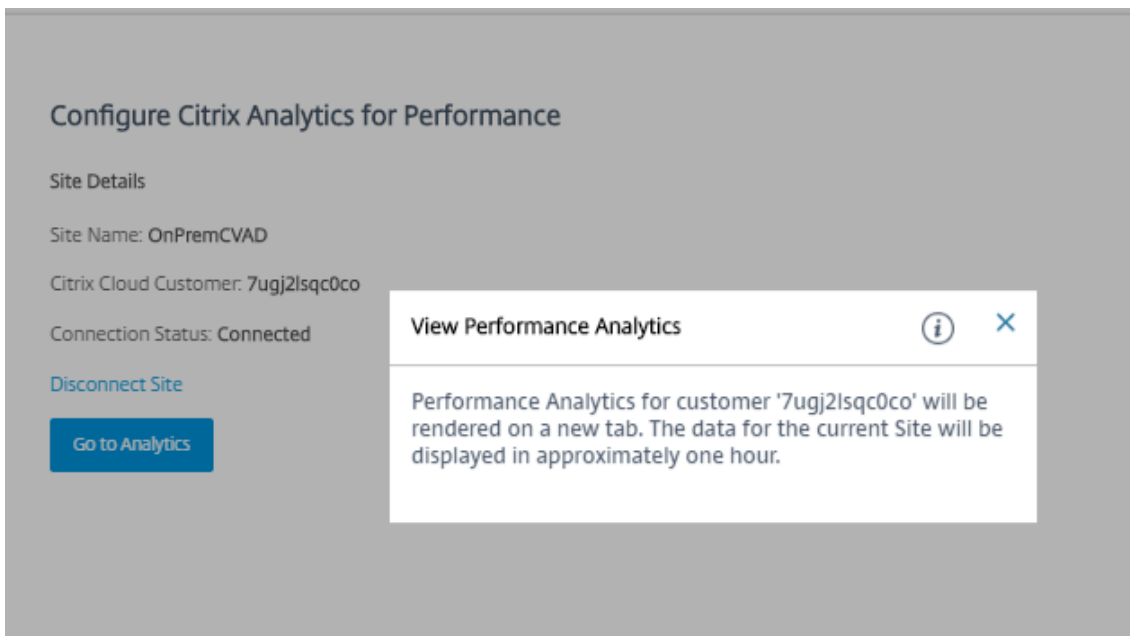 Configure Citrix Analytics for Performance
Site Details
Site Name: OnPremCVAD
Citrix Cloud Customer: 7ugj2lsqc0co
Connection Status: Connected
Disconnect Site
Go to Analytics
View Performance Analytics
Performance Analytics for customer '7ugj2lsqc0co' will be
rendered on a new tab. The data for the current Site will be
displayed in approximately one hour.